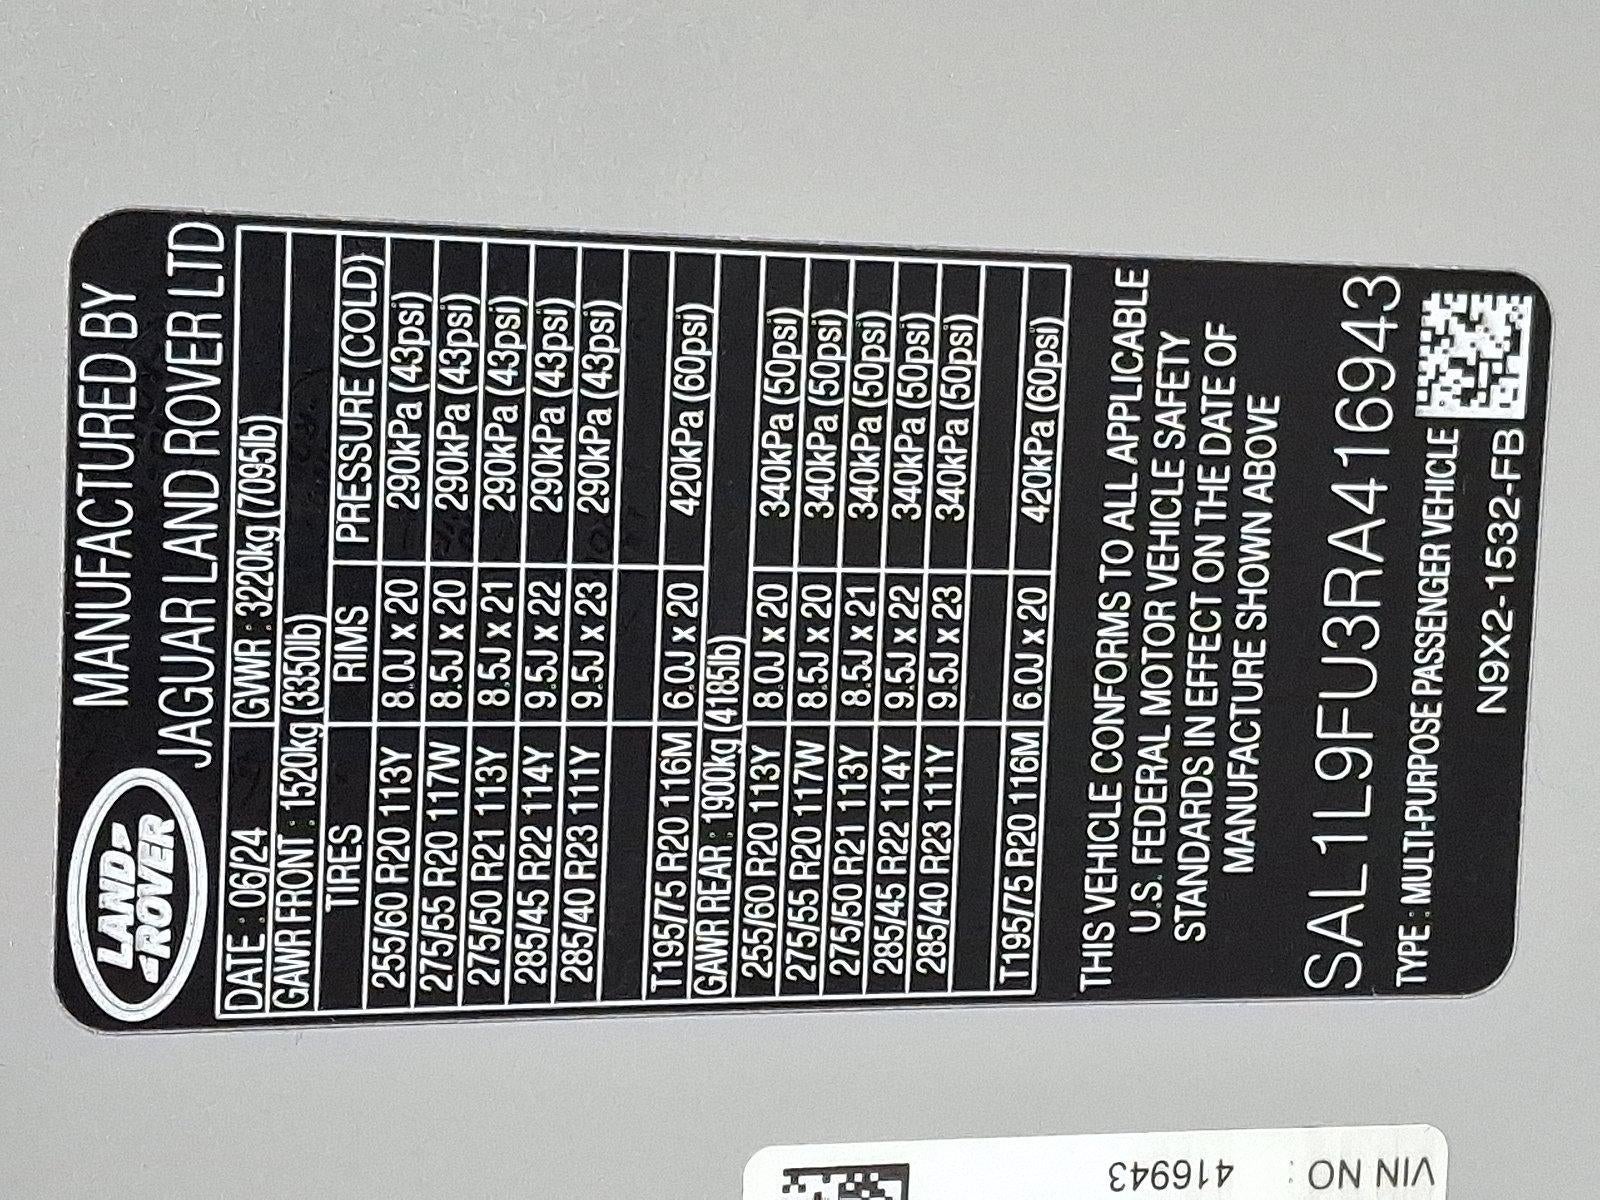 LAND
ROVER
MANUFACTURED BY
JAGUAR LAND ROVER LTD
DATE : 06/24 GVWR : 3220kg (7095lb)
GAWR FRONT : 1520kg (3350lb)
TIRES RIMS PRESSURE (COLD)
255/60 R20 113Y 8.0J x 20 290kPa (43psi)
275/55 R20 117W 8.5J x 20 290kPa (43psi)
275/50 R21 113Y 8.5J x 21 290kPa (43psi)
285/45 R22 114Y 9.5J x 22 290kPa (43psi)
285/40 R23 111Y 9.5J x 23 290kPa (43psi)
T195/75 R20 116M 6.0J x 20 420kPa (60psi)
GAWR REAR : 1900kg (4185lb)
255/60 R20 113Y 8.0J x 20 340kPa (50psi)
275/55 R20 117W 8.5J x 20 340kPa (50psi)
275/50 R21 113Y 8.5J x 21 340kPa (50psi)
285/45 R22 114Y 9.5J x 22 340kPa (50psi)
285/40 R23 111Y 9.5J x 23 340kPa (50psi)
T195/75 R20 116M 6.0J x 20 420kPa (60psi)
THIS VEHICLE CONFORMS TO ALL APPLICABLE
U.S. FEDERAL MOTOR VEHICLE SAFETY
STANDARDS IN EFFECT ON THE DATE OF
MANUFACTURE SHOWN ABOVE
SAL1L9FU3RA416943
TYPE : MULTI-PURPOSE PASSENGER VEHICLE
N9X2-1532-FB
VIN NO : 416943